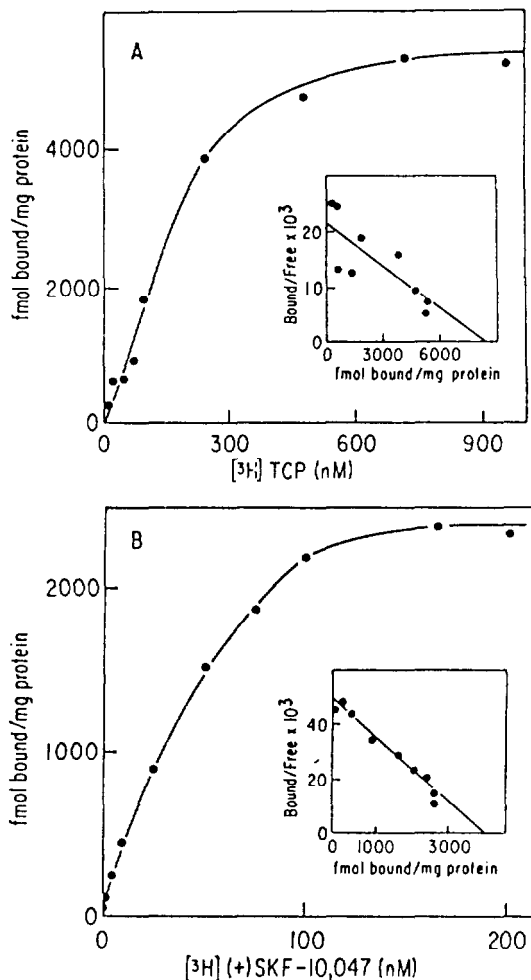 A
fmol bound/mg protein
4000
2000
0
0
300
600
900
[³H] TCP (nM)
Bound/Free x 10³
20
10
0
0
3000
6000
fmol bound/mg protein
B
fmol bound/mg protein
2000
1000
0
0
100
200
[³H] (+)SKF-10,047 (nM)
Bound/Free x 10³
40
20
0
0
1000
3000
fmol bound/mg protein